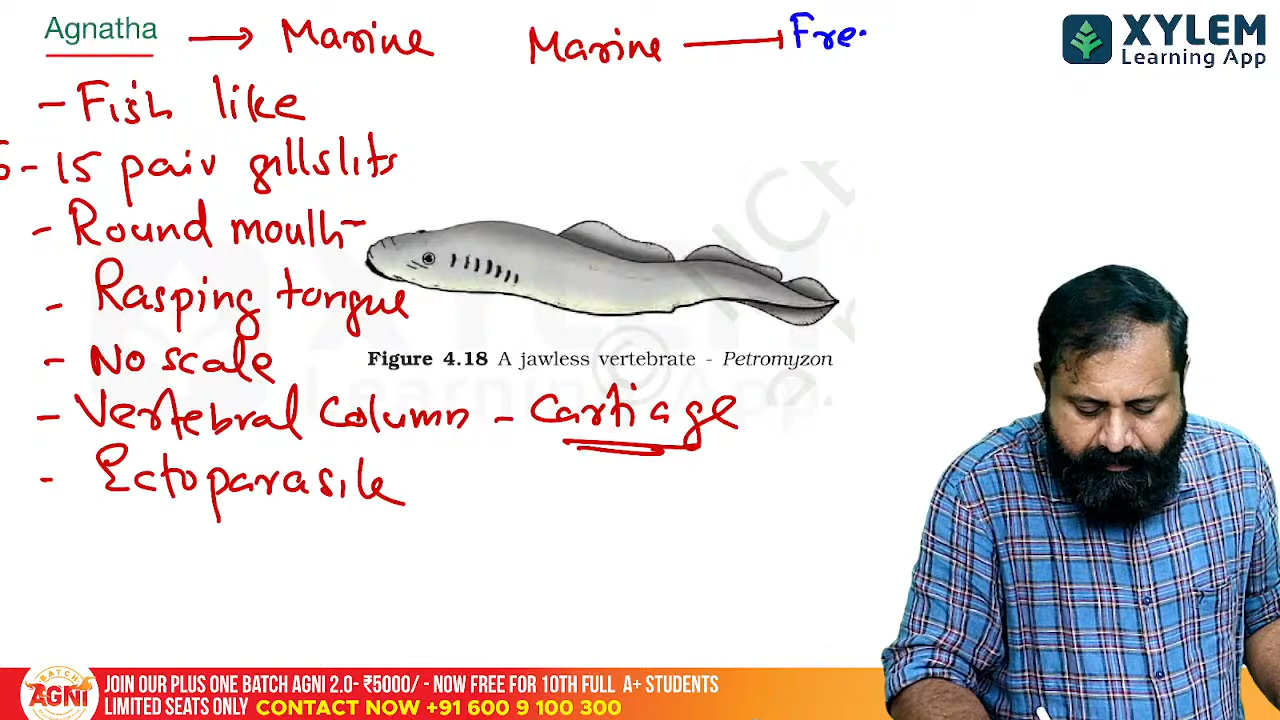 Agnatha → Marine
Marine — Fre
XYLEM
Learning App
- Fish like
- 15 pair gillslits
- Round mouth -
- Rasping tongue
- No scale
Figure 4.18 A jawless vertebrate - Petromyzon
- Vertebral column - Cartiage
- Ectoparasite
BATCH
AGNI
JOIN OUR PLUS ONE BATCH AGNI 2.0- ₹5000/ - NOW FREE FOR 10TH FULL A+ STUDENTS
LIMITED SEATS ONLY CONTACT NOW +91 600 9 100 300